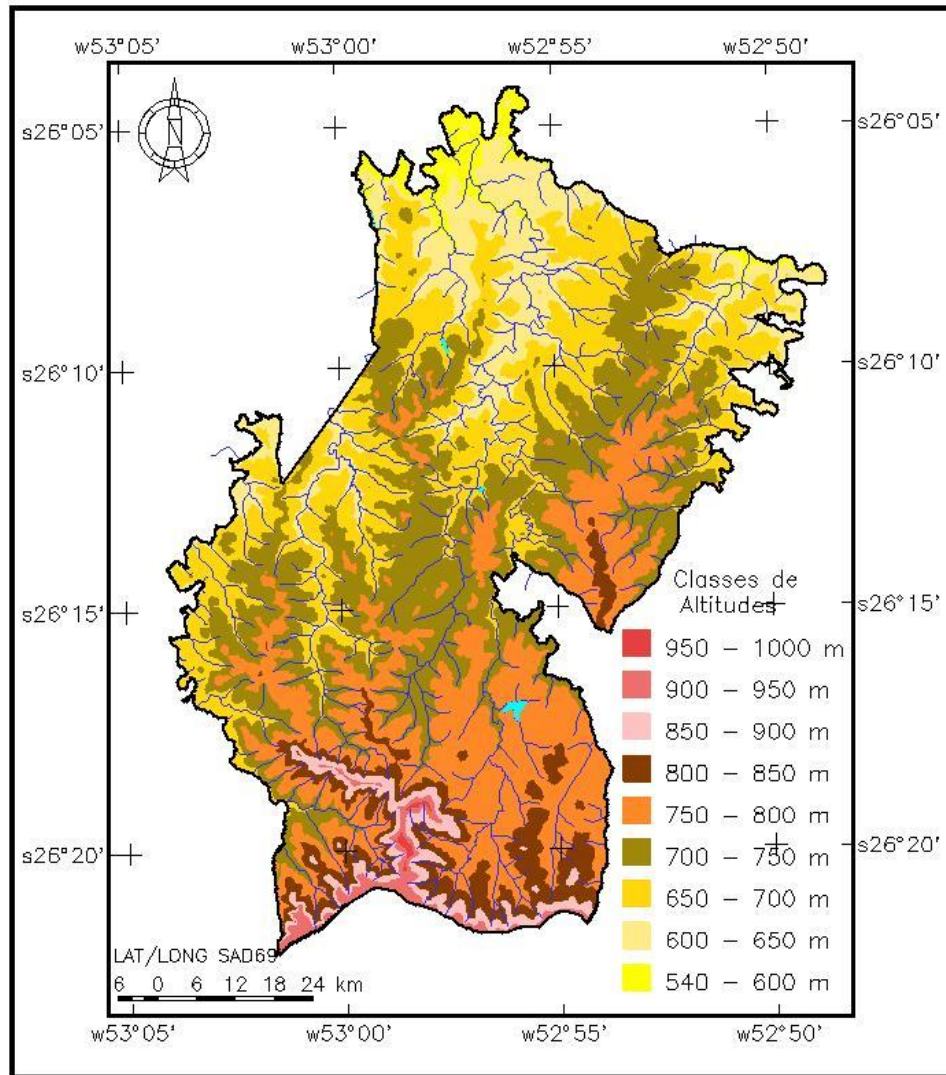 w53°05' w53°00' w52°55' w52°50'
s26°05' s26°05'
s26°10' s26°10'
s26°15' s26°15'
s26°20' s26°20'
N
Classes de
Altitudes
950 - 1000 m
900 - 950 m
850 - 900 m
800 - 850 m
750 - 800 m
700 - 750 m
650 - 700 m
600 - 650 m
540 - 600 m
LAT/LONG SAD69
6 0 6 12 18 24 km
w53°05' w53°00' w52°55' w52°50'